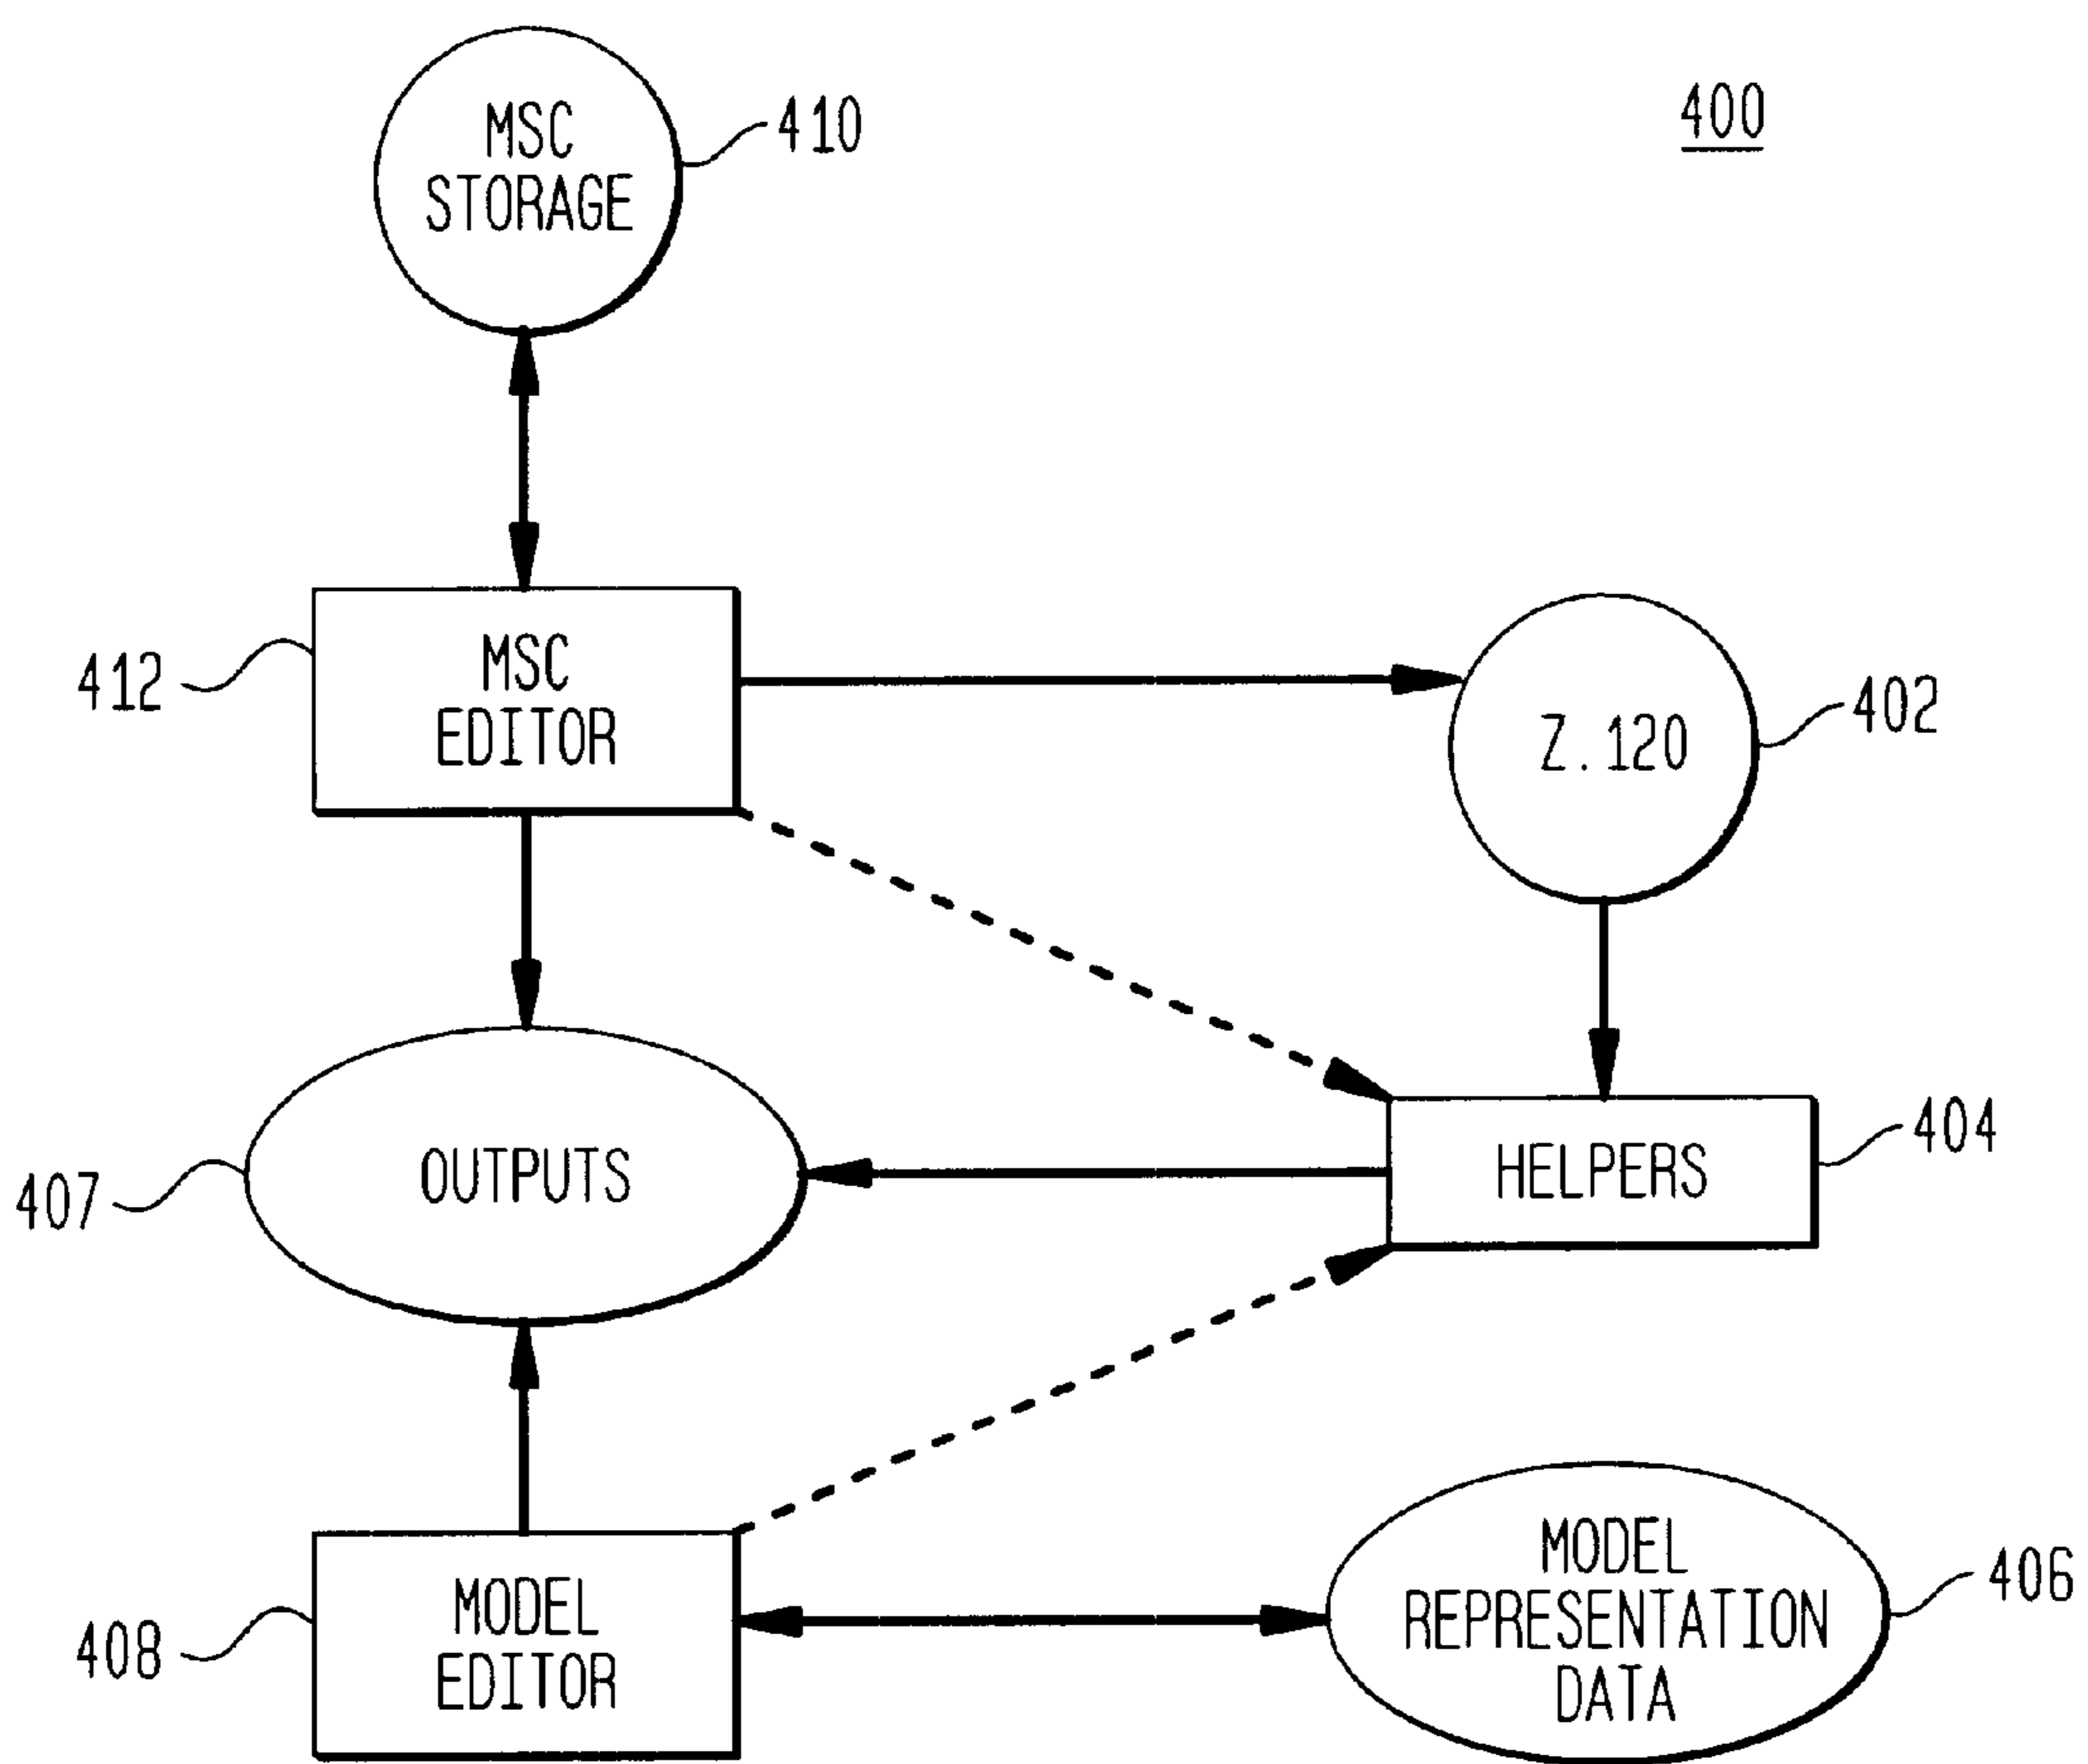 MSC
STORAGE
410
400
412
MSC
EDITOR
Z.120
402
407
OUTPUTS
HELPERS
404
408
MODEL
EDITOR
MODEL
REPRESENTATION
DATA
406